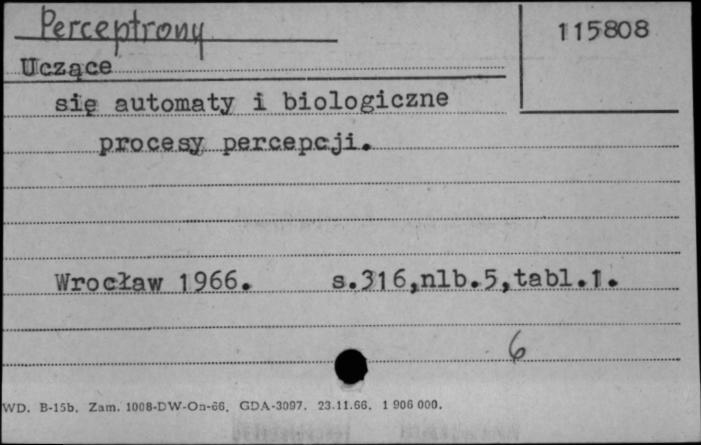 Perceptrony
115808
Uczące
się automaty i biologiczne
procesy percepcji.
Wrocław 1966. s.316,nlb.5,tabl.1.
6
WD. B-15b. Zam. 1008-DW-On-66. GDA-3097. 23.11.66. 1 906 000.